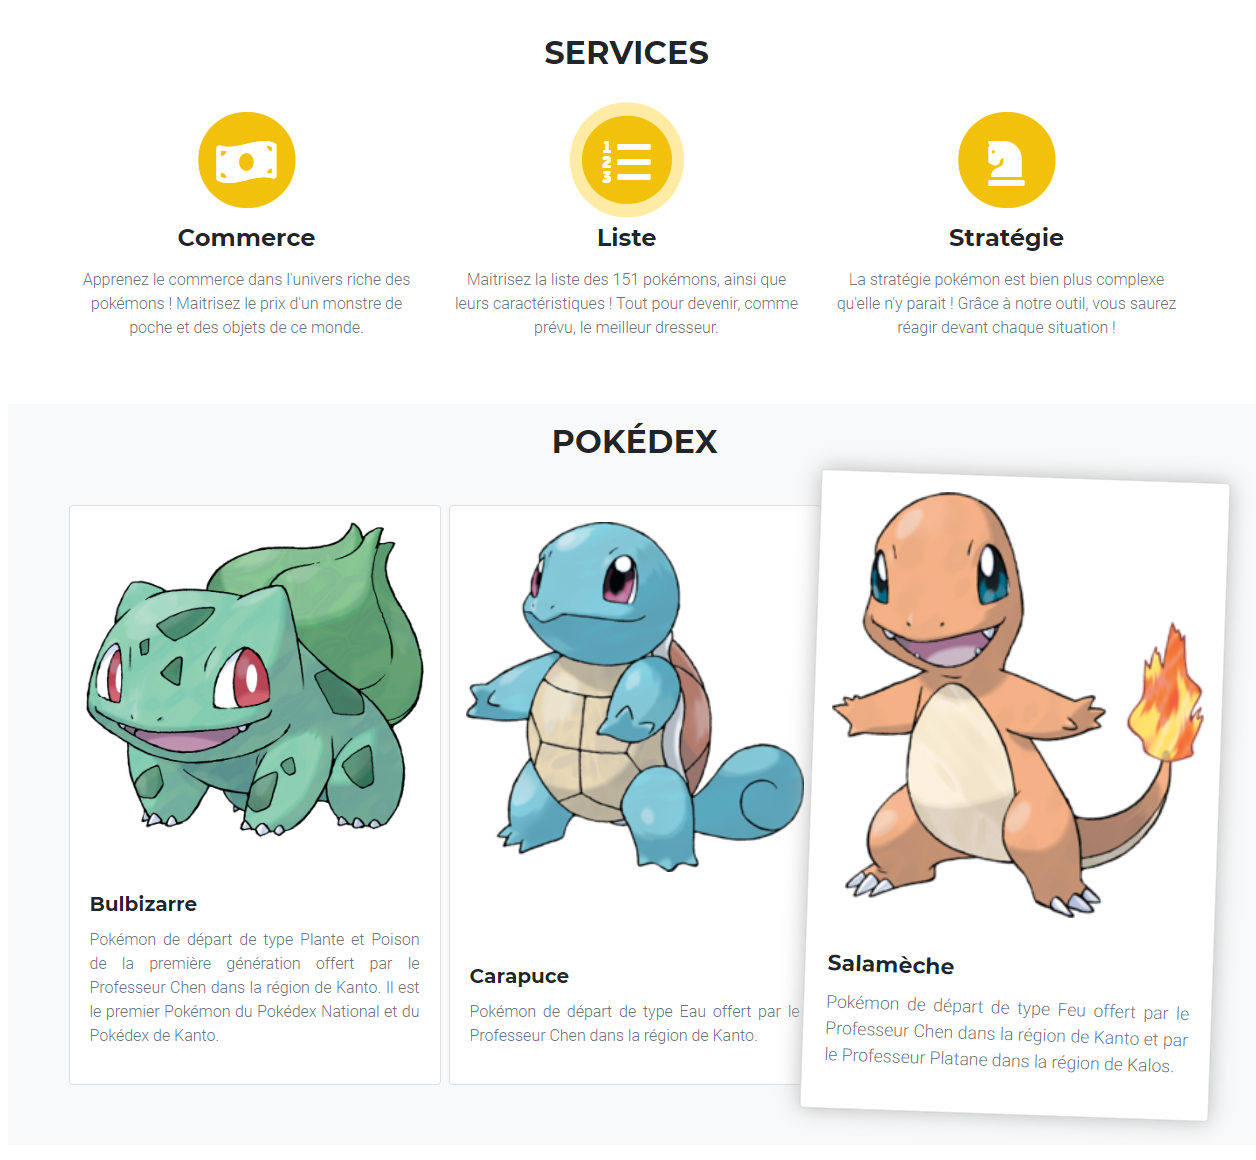 SERVICES
1
2
3
Commerce
Apprenez le commerce dans l'univers riche des
pokémons ! Maitrisez le prix d'un monstre de
poche et des objets de ce monde.
Liste
Maitrisez la liste des 151 pokémons, ainsi que
leurs caractéristiques ! Tout pour devenir, comme
prévu, le meilleur dresseur.
Stratégie
La stratégie pokémon est bien plus complexe
qu'elle n'y parait ! Grâce à notre outil, vous saurez
réagir devant chaque situation !
POKÉDEX
Bulbizarre
Pokémon de départ de type Plante et Poison
de la première génération offert par le
Professeur Chen dans la région de Kanto. Il est
le premier Pokémon du Pokédex National et du
Pokédex de Kanto.
Carapuce
Pokémon de départ de type Eau offert par le
Professeur Chen dans la région de Kanto.
Salamèche
Pokémon de départ de type Feu offert par le
Professeur Chen dans la région de Kanto et par
le Professeur Platane dans la région de Kalos.